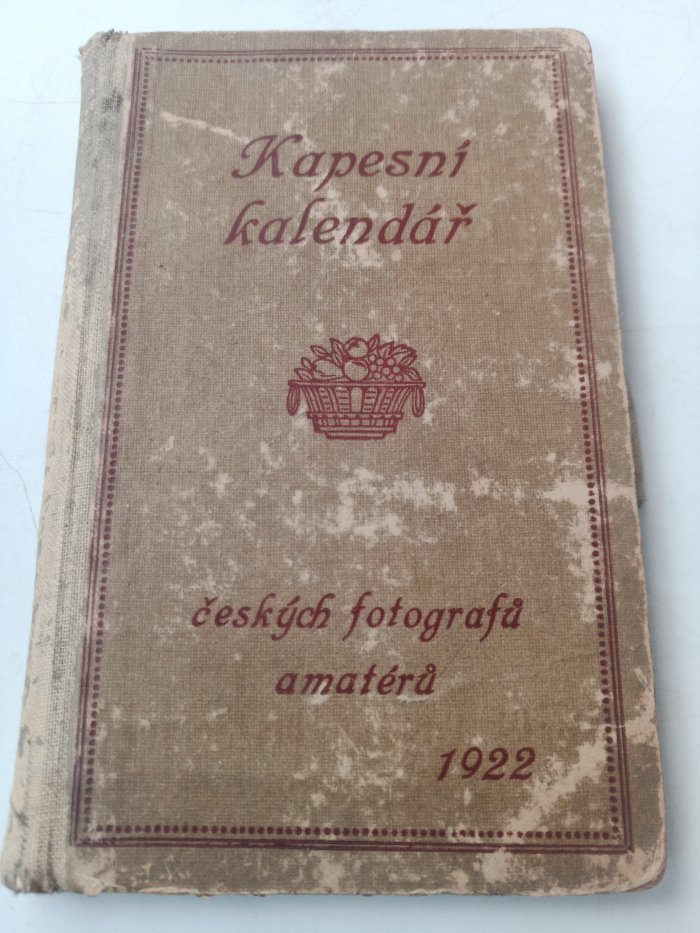 Kapesní
kalendář
českých fotografů
amatérů
1922